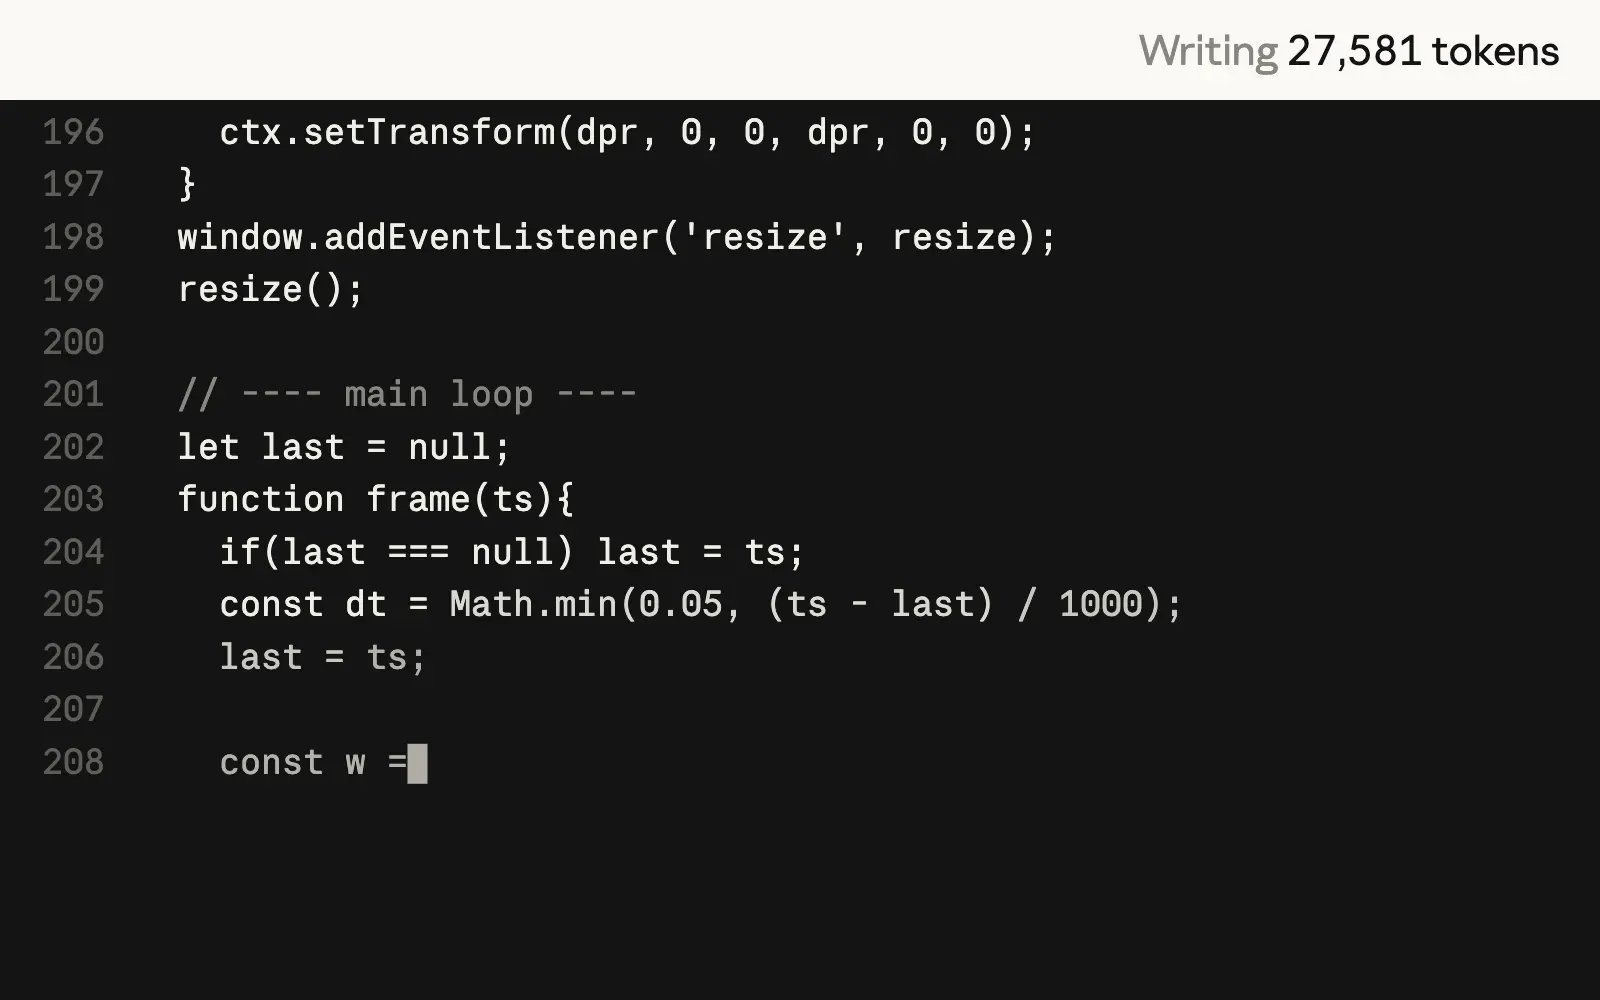 Writing 27,581 tokens
196 ctx.setTransform(dpr, 0, 0, dpr, 0, 0);
197 }
198 window.addEventListener('resize', resize);
199 resize();
200
201 // ---- main loop ----
202 let last = null;
203 function frame(ts){
204 if(last === null) last = ts;
205 const dt = Math.min(0.05, (ts - last) / 1000);
206 last = ts;
207
208 const w =